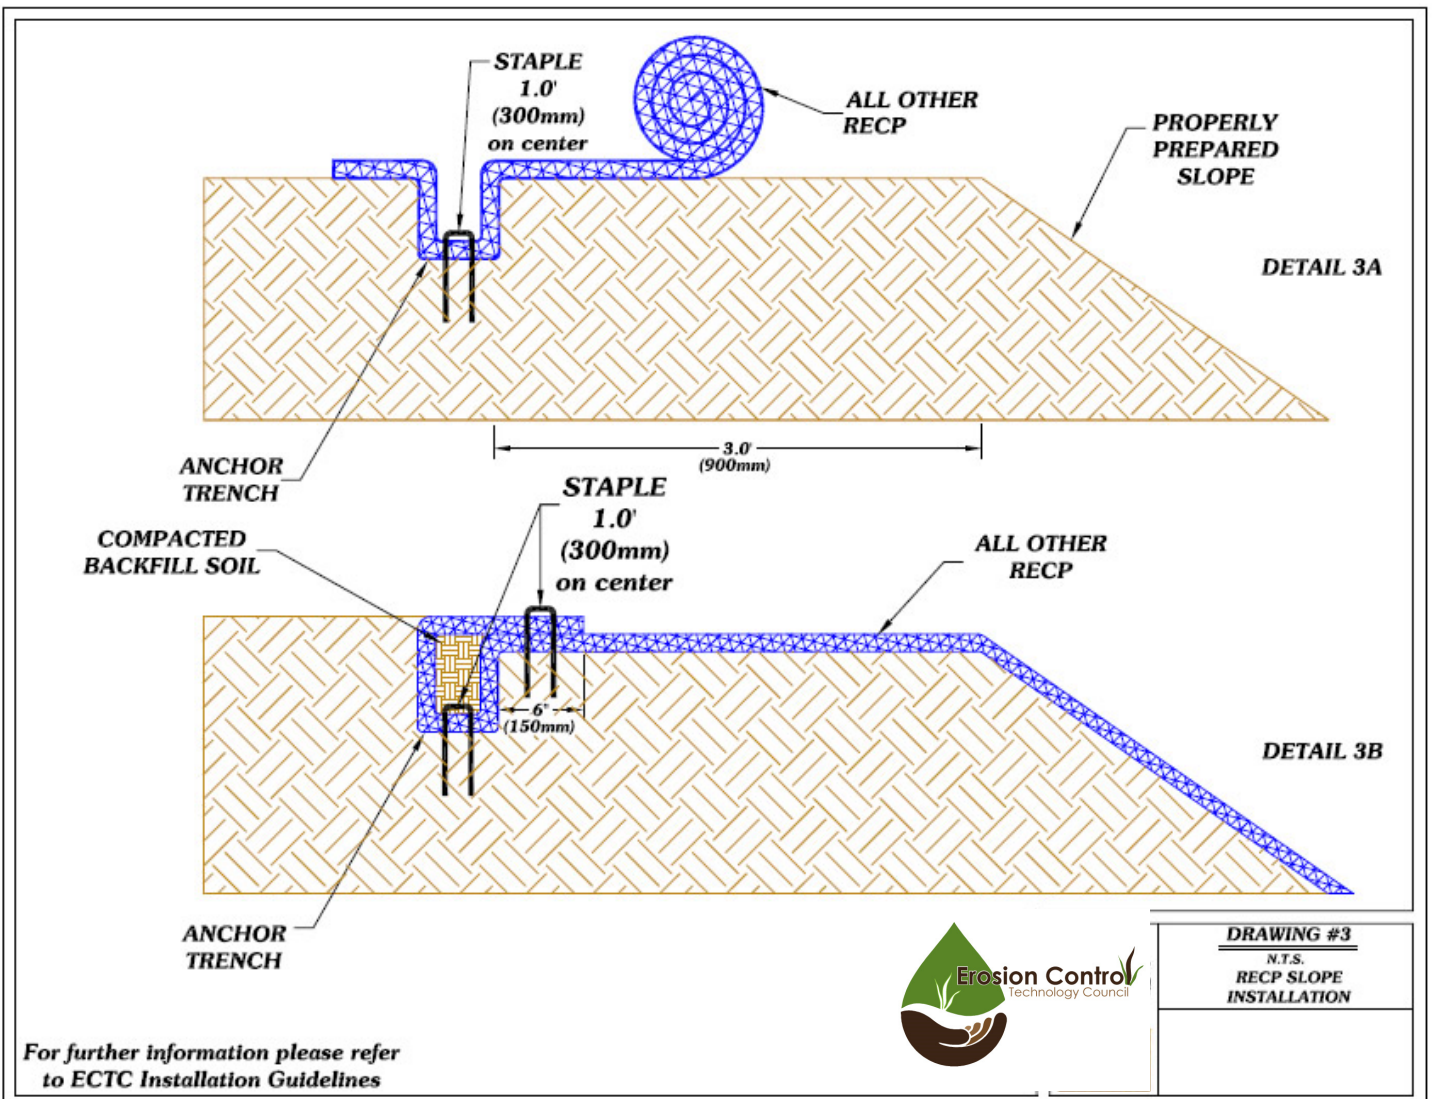 STAPLE
1.0'
(300mm)
on center
ALL OTHER
RECP
PROPERLY
PREPARED
SLOPE
DETAIL 3A
ANCHOR
TRENCH
3.0'
(900mm)
STAPLE
1.0'
(300mm)
on center
COMPACTED
BACKFILL SOIL
ALL OTHER
RECP
6"
(150mm)
DETAIL 3B
ANCHOR
TRENCH
Erosion Control
Technology Council
DRAWING #3
N.T.S.
RECP SLOPE
INSTALLATION
For further information please refer
to ECTC Installation Guidelines